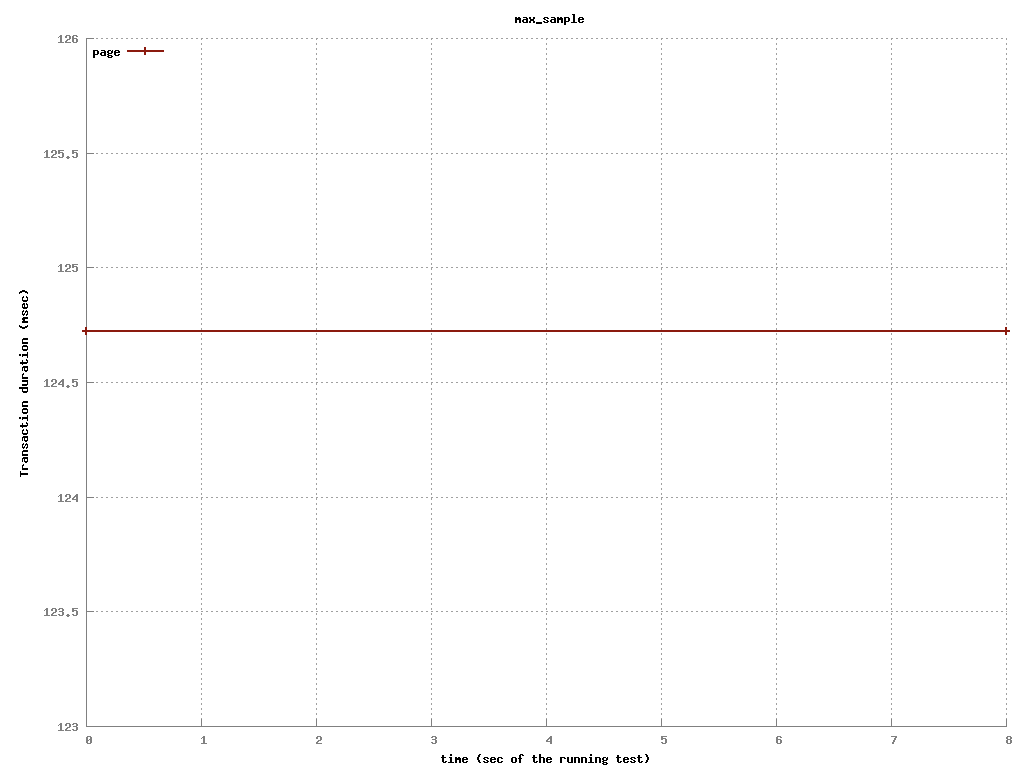 max_sample
126
page
125.5
125
124.5
124
123.5
123
0 1 2 3 4 5 6 7 8
Transaction duration (msec)
time (sec of the running test)